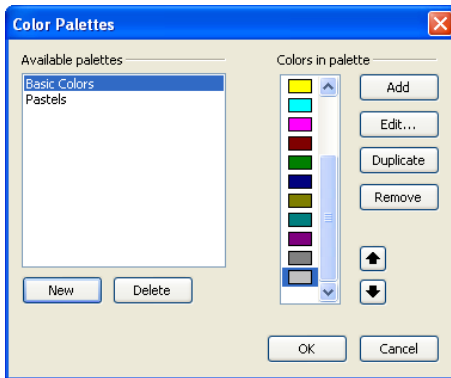 Color Palettes
Available palettes
Basic Colors
Pastels
New
Delete
Colors in palette
Add
Edit...
Duplicate
Remove
OK
Cancel